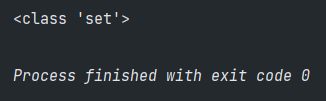 <class 'set'>
Process finished with exit code 0